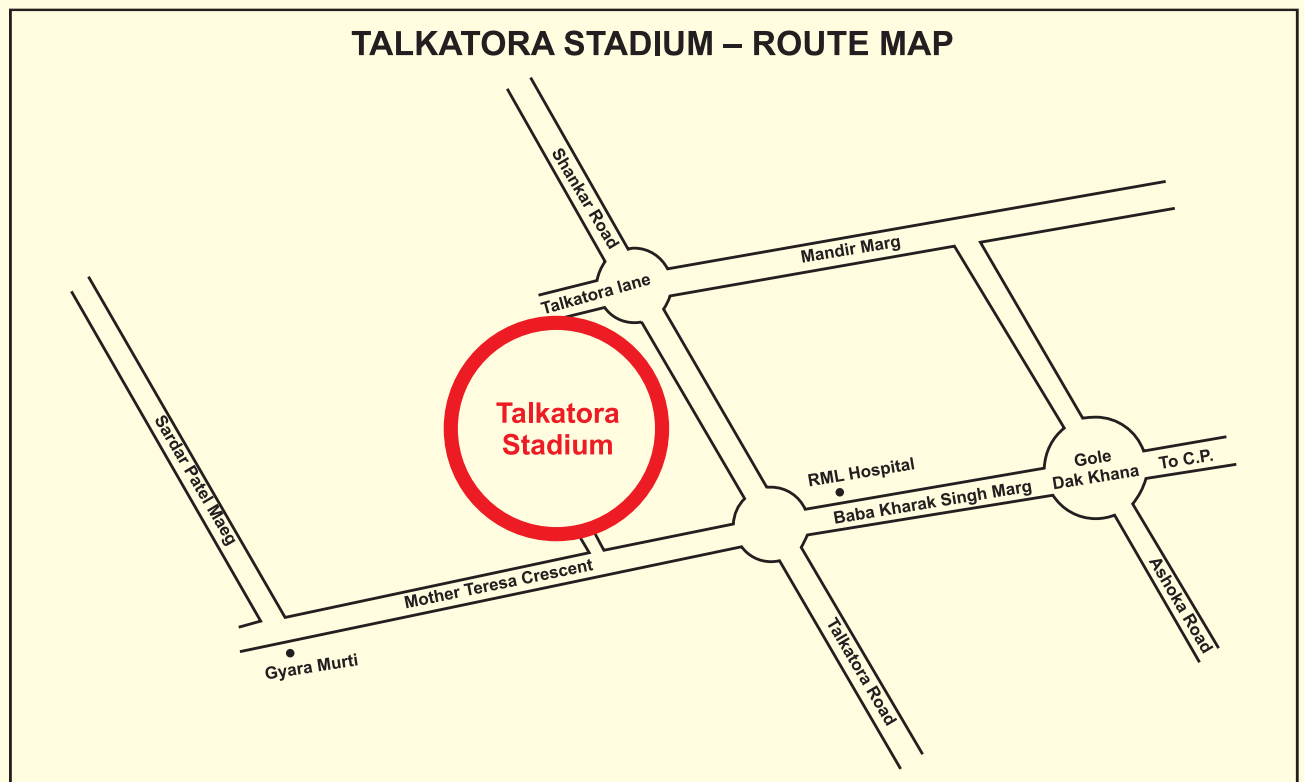 TALKATORA STADIUM – ROUTE MAP
Shankar Road
Mandir Marg
Talkatora lane
Talkatora
Stadium
Sardar Patel Maeg
RML Hospital
Gole
Dak Khana
To C.P.
Baba Kharak Singh Marg
Mother Teresa Crescent
Ashoka Road
Talkatora Road
Gyara Murti